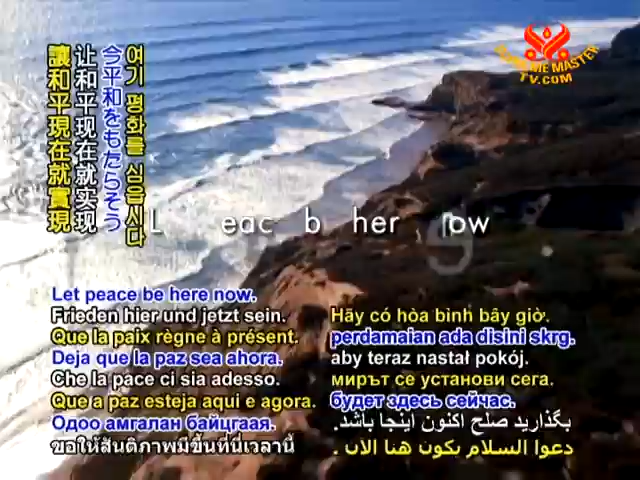 SUPREME MASTER
TV.COM
讓和平現在就實現
让和平现在就实现
今平和をもたらそう
여기 평화를 심읍시다
L eac b her now
Let peace be here now.
Frieden hier und jetzt sein.
Que la paix règne à présent.
Deja que la paz sea ahora.
Che la pace ci sia adesso.
Que a paz esteja aqui e agora.
Одоо амгалан байцгаая.
ขอให้สันติภาพมีขึ้นที่นี่เวลานี้
Hãy có hòa bình bây giờ.
perdamaian ada disini skrg.
aby teraz nastał pokój.
мирът се установи сега.
будет здесь сейчас.
بگذارید صلح اکنون اینجا باشد.
دعوا السلام يكون هنا الآن .